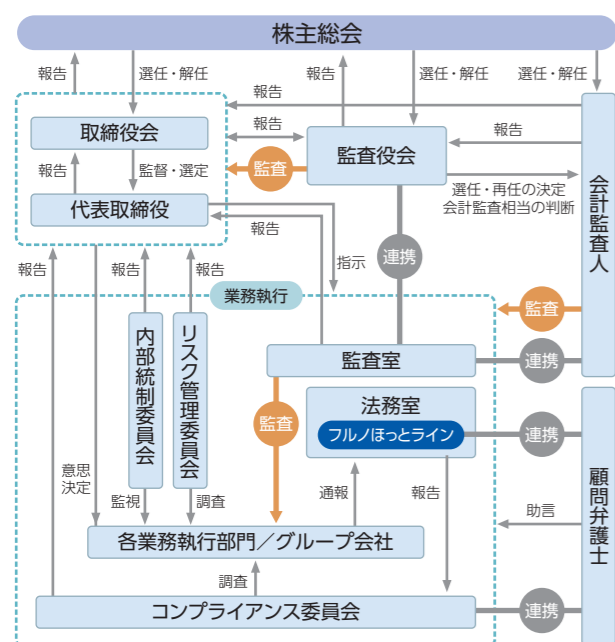 株主総会
報告
選任・解任
報告
選任・解任
選任・解任
報告
取締役会
報告
監査役会
報告
報告
監督・選定
監査
選任・再任の決定
会計監査相当の判断
代表取締役
報告
会計監査人
連携
指示
報告
報告
報告
業務執行
監査
内部統制委員会
リスク管理委員会
監査室
連携
監査
法務室
フルノほっとライン
連携
意思
決定
監視
調査
通報
報告
顧問弁護士
助言
各業務執行部門／グループ会社
調査
コンプライアンス委員会
連携